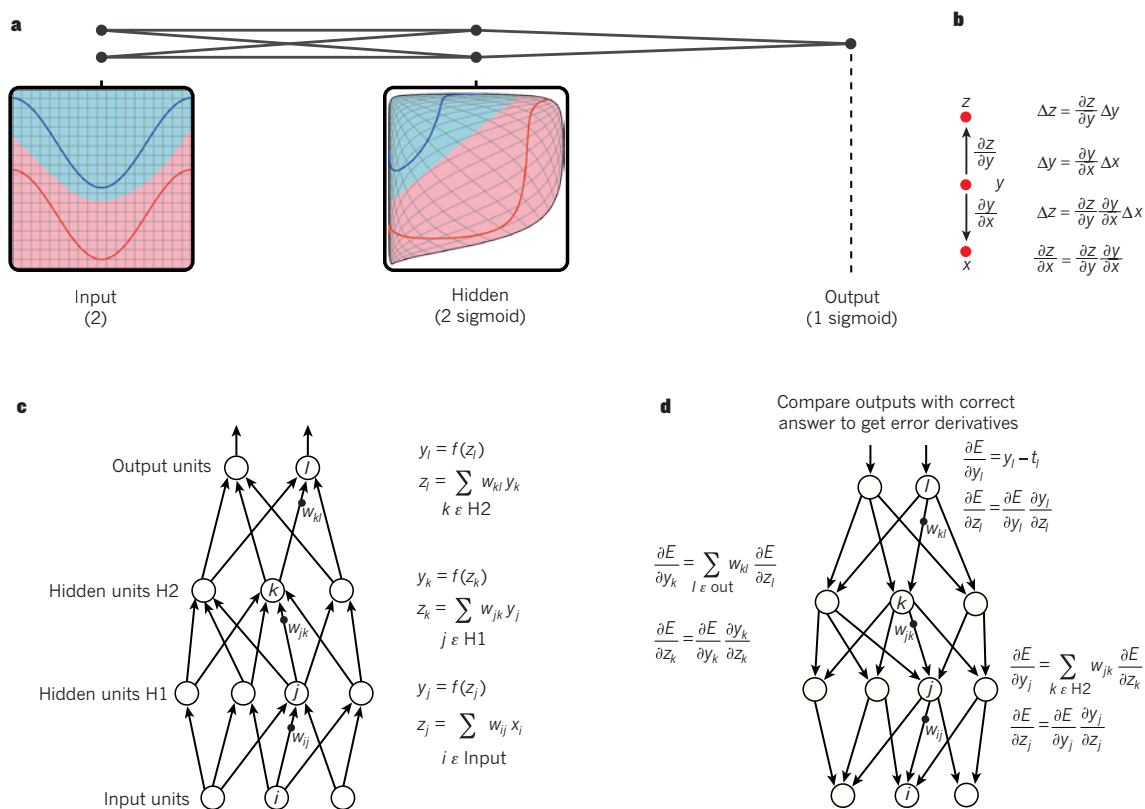 a
Input
(2)
Hidden
(2 sigmoid)
Output
(1 sigmoid)
b
z
∂z/∂y
y
∂y/∂x
x
Δz = ∂z/∂y Δy
Δy = ∂y/∂x Δx
Δz = ∂z/∂y ∂y/∂x Δx
∂z/∂x = ∂z/∂y ∂y/∂x
c
Output units
l
w_kl
y_l = f(z_l)
z_l = ∑ w_kl y_k
k ε H2
Hidden units H2
k
w_jk
y_k = f(z_k)
z_k = ∑ w_jk y_j
j ε H1
Hidden units H1
j
w_ij
y_j = f(z_j)
z_j = ∑ w_ij x_i
i ε Input
Input units
i
d
Compare outputs with correct
answer to get error derivatives
l
w_kl
∂E/∂y_l = y_l – t_l
∂E/∂z_l = ∂E/∂y_l ∂y_l/∂z_l
∂E/∂y_k = ∑ w_kl ∂E/∂z_l
l ε out
∂E/∂z_k = ∂E/∂y_k ∂y_k/∂z_k
k
w_jk
∂E/∂y_j = ∑ w_jk ∂E/∂z_k
k ε H2
∂E/∂z_j = ∂E/∂y_j ∂y_j/∂z_j
j
w_ij
i